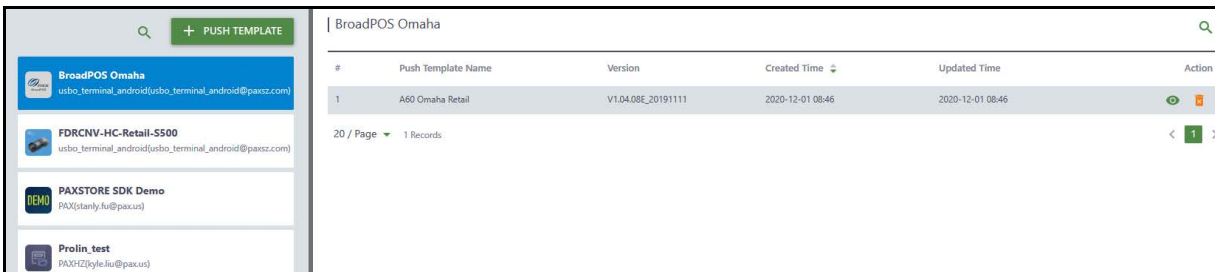 + PUSH TEMPLATE
BroadPOS Omaha
usbo_terminal_android(usbo_terminal_android@paxsz.com)
FDRCNV-HC-Retail-S500
usbo_terminal_android(usbo_terminal_android@paxsz.com)
DEMO
PAXSTORE SDK Demo
PAX(stanly.fu@pax.us)
Prolin_test
PAXHZ(kyle.liu@pax.us)
BroadPOS Omaha
# Push Template Name Version Created Time Updated Time Action
1 A60 Omaha Retail V1.04.08E_20191111 2020-12-01 08:46 2020-12-01 08:46
20 / Page 1 Records < 1 >